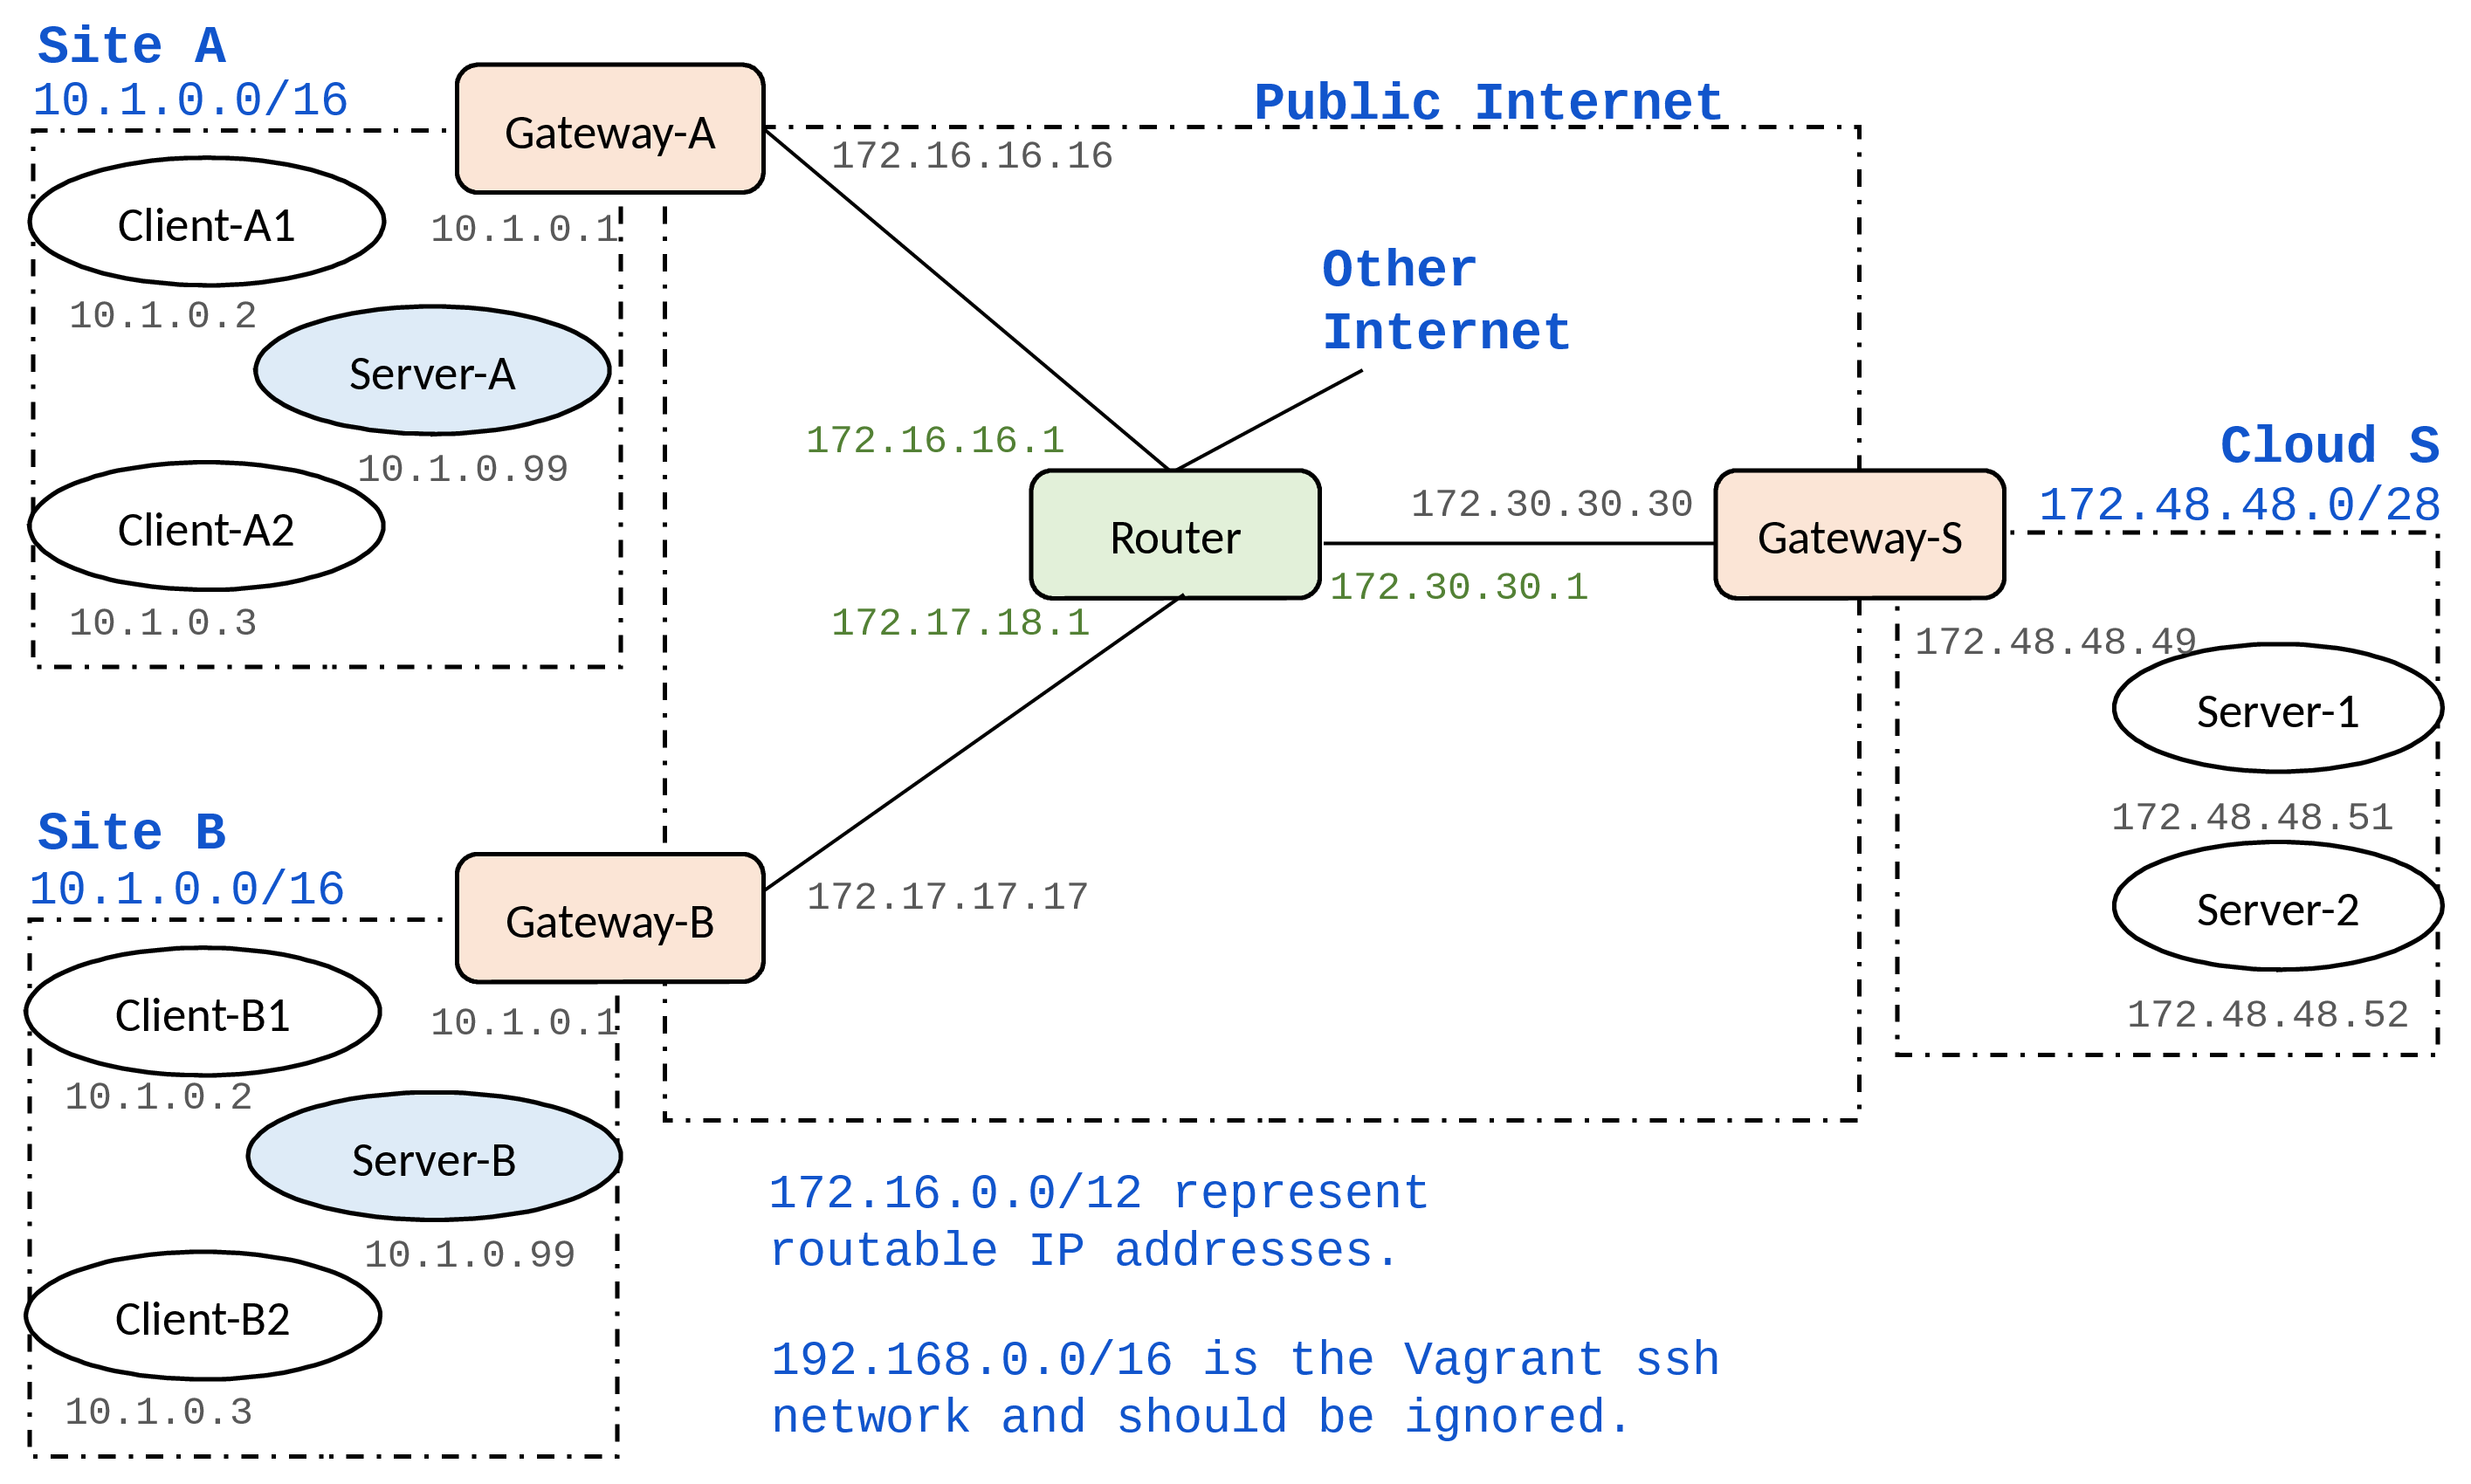 Site A
10.1.0.0/16
Gateway-A
Public Internet
172.16.16.16
Client-A1
10.1.0.1
10.1.0.2
Server-A
10.1.0.99
Client-A2
10.1.0.3
Other
Internet
172.16.16.1
Router
172.30.30.30
172.30.30.1
172.17.18.1
Gateway-S
Cloud S
172.48.48.0/28
172.48.48.49
Server-1
172.48.48.51
Server-2
172.48.48.52
Site B
10.1.0.0/16
Gateway-B
172.17.17.17
Client-B1
10.1.0.1
10.1.0.2
Server-B
10.1.0.99
Client-B2
10.1.0.3
172.16.0.0/12 represent
routable IP addresses.
192.168.0.0/16 is the Vagrant ssh
network and should be ignored.